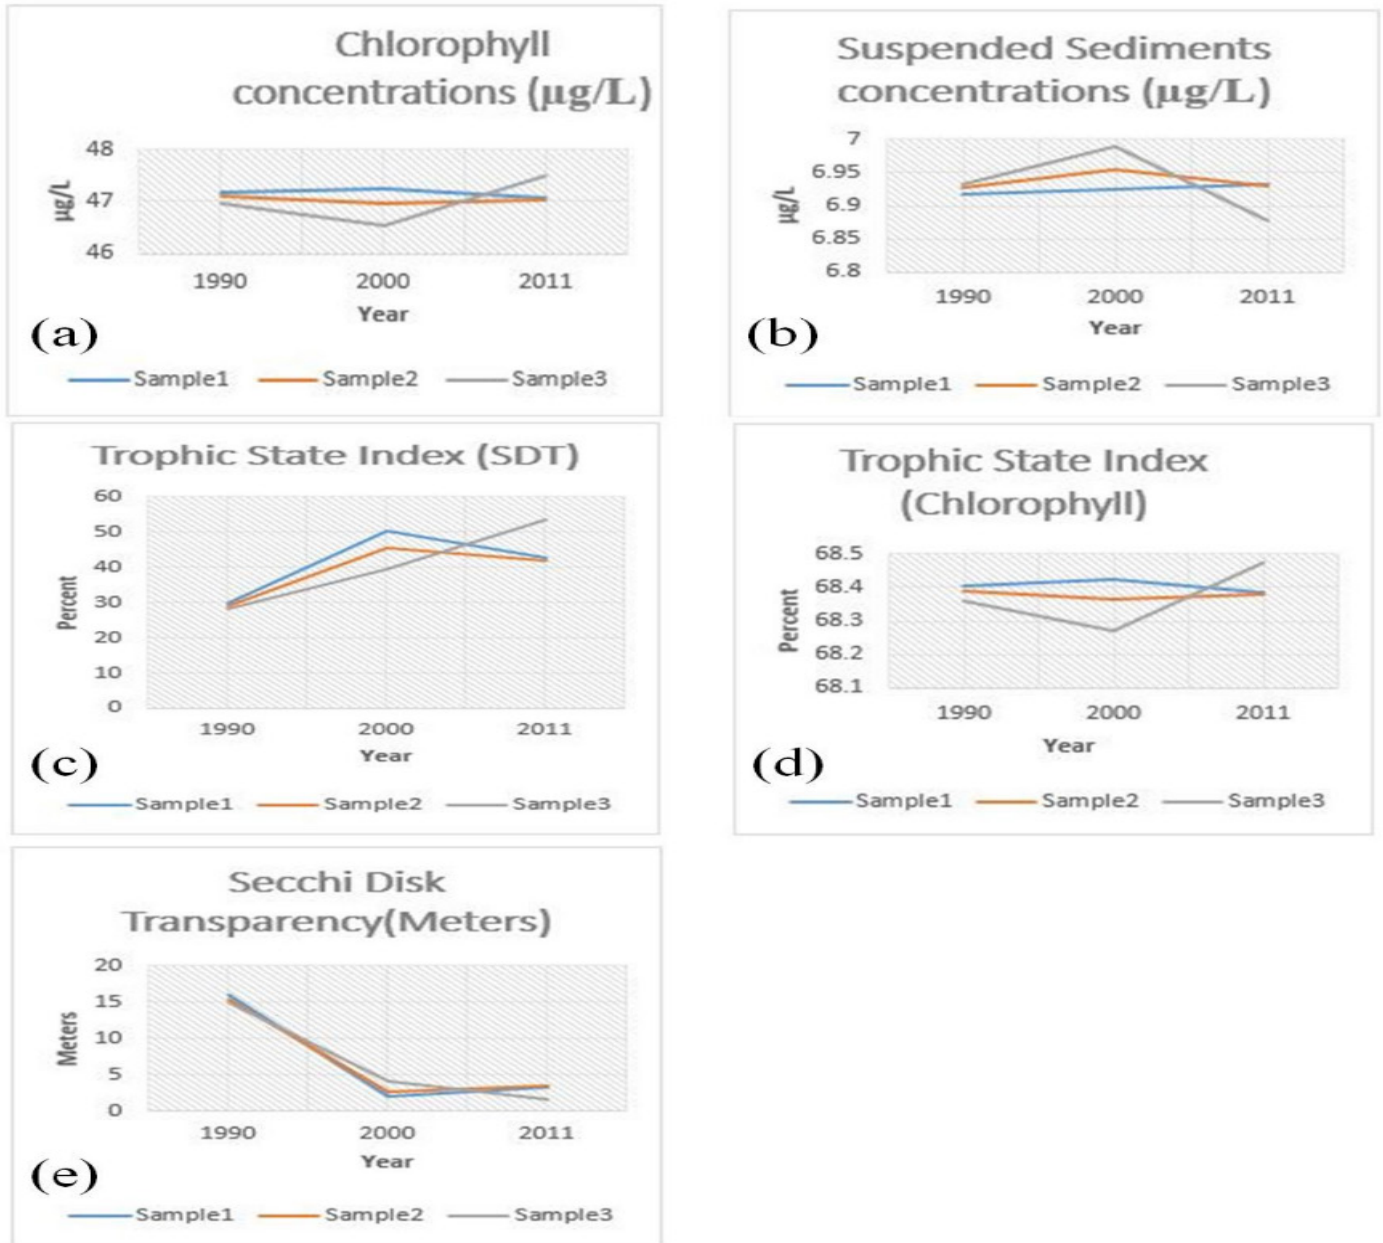 Chlorophyll
concentrations (µg/L)
48
47
46
µg/L
1990 2000 2011
Year
(a)
Sample1 Sample2 Sample3
Suspended Sediments
concentrations (µg/L)
7
6.95
6.9
6.85
6.8
µg/L
1990 2000 2011
Year
(b)
Sample1 Sample2 Sample3
Trophic State Index (SDT)
60
50
40
30
20
10
0
Percent
1990 2000 2011
Year
(c)
Sample1 Sample2 Sample3
Trophic State Index
(Chlorophyll)
68.5
68.4
68.3
68.2
68.1
Percent
1990 2000 2011
Year
(d)
Sample1 Sample2 Sample3
Secchi Disk
Transparency(Meters)
20
15
10
5
0
Meters
1990 2000 2011
Year
(e)
Sample1 Sample2 Sample3